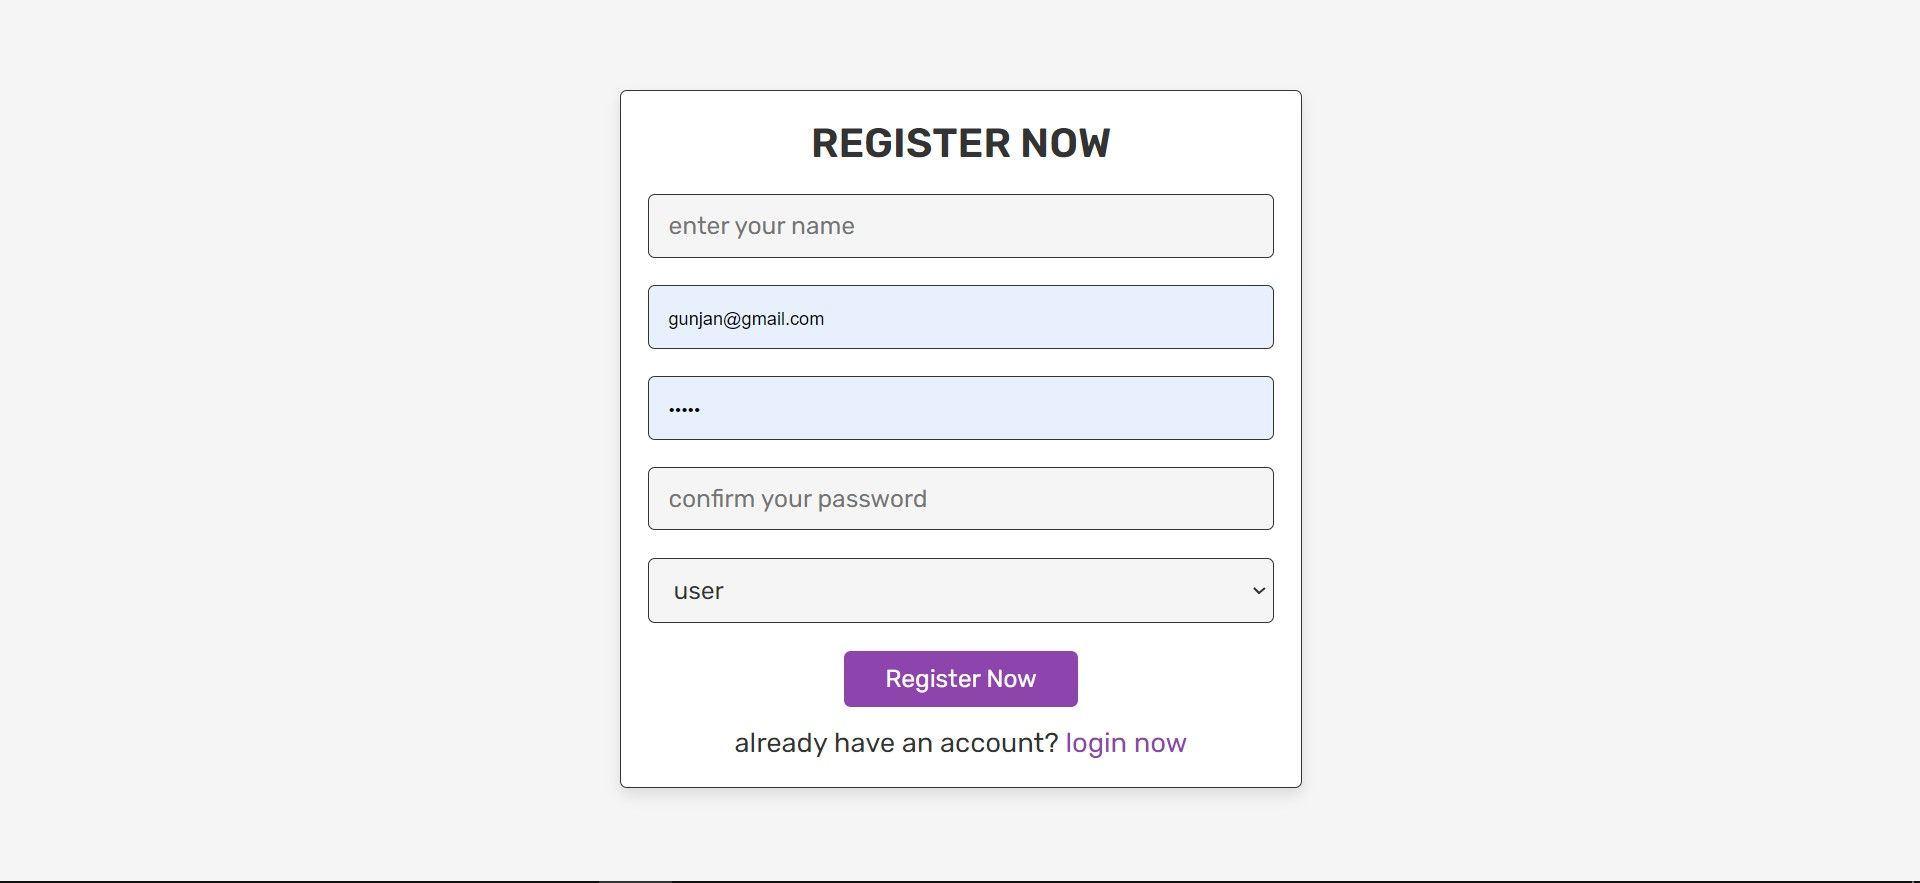 REGISTER NOW
enter your name
gunjan@gmail.com
•••••
confirm your password
user
Register Now
already have an account? login now